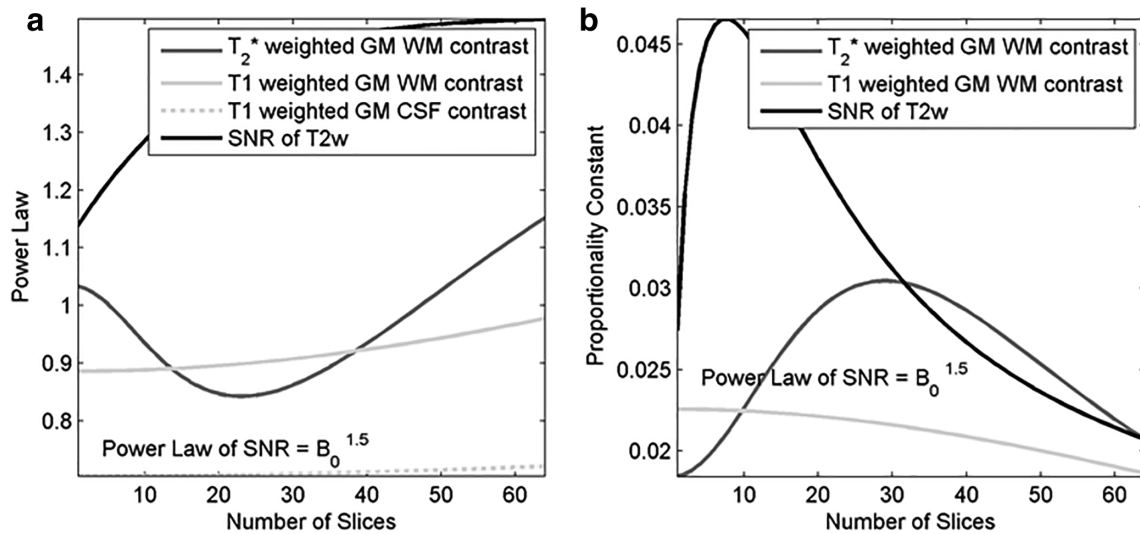 a
T2* weighted GM WM contrast
T1 weighted GM WM contrast
T1 weighted GM CSF contrast
SNR of T2w
1.4
1.3
1.2
1.1
1
0.9
0.8
Power Law
Power Law of SNR = B0 1.5
10 20 30 40 50 60
Number of Slices
b
T2* weighted GM WM contrast
T1 weighted GM WM contrast
SNR of T2w
0.045
0.04
0.035
0.03
0.025
0.02
Proportionality Constant
Power Law of SNR = B0 1.5
10 20 30 40 50 60
Number of Slices